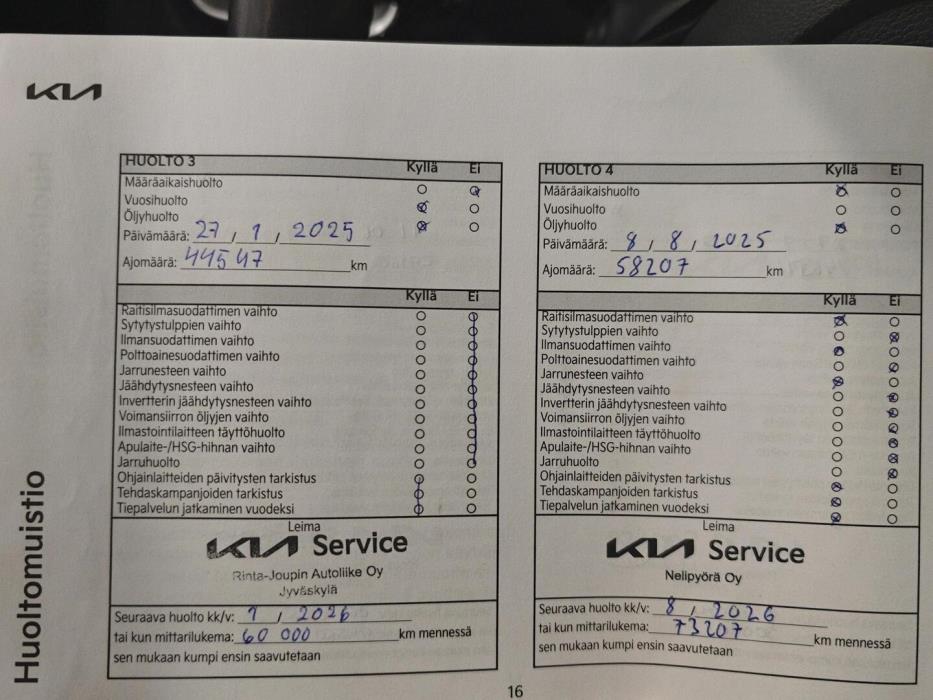 KIA
Huoltomuistio
HUOLTO 3 Kyllä Ei
Määräaikaishuolto
Vuosihuolto
Öljyhuolto
Päivämäärä: 27 / 1 / 2025
Ajomäärä: 44547 km
Kyllä Ei
Raitisilmasuodattimen vaihto
Sytytystulppien vaihto
Ilmansuodattimen vaihto
Polttoainesuodattimen vaihto
Jarrunesteen vaihto
Jäähdytysnesteen vaihto
Invertterin jäähdytysnesteen vaihto
Voimansiirron öljyjen vaihto
Ilmastointilaitteen täyttöhuolto
Apulaite-/HSG-hihnan vaihto
Jarruhuolto
Ohjainlaitteiden päivitysten tarkistus
Tehdaskampanjoiden tarkistus
Tiepalvelun jatkaminen vuodeksi
Leima
KIA Service
Rinta-Joupin Autoliike Oy
Jyväskylä
Seuraava huolto kk/v: 1 / 2026
tai kun mittarilukema: 60 000 km mennessä
sen mukaan kumpi ensin saavutetaan
HUOLTO 4 Kyllä Ei
Määräaikaishuolto
Vuosihuolto
Öljyhuolto
Päivämäärä: 8 / 8 / 2025
Ajomäärä: 58207 km
Kyllä Ei
Raitisilmasuodattimen vaihto
Sytytystulppien vaihto
Ilmansuodattimen vaihto
Polttoainesuodattimen vaihto
Jarrunesteen vaihto
Jäähdytysnesteen vaihto
Invertterin jäähdytysnesteen vaihto
Voimansiirron öljyjen vaihto
Ilmastointilaitteen täyttöhuolto
Apulaite-/HSG-hihnan vaihto
Jarruhuolto
Ohjainlaitteiden päivitysten tarkistus
Tehdaskampanjoiden tarkistus
Tiepalvelun jatkaminen vuodeksi
Leima
KIA Service
Nelipyörä Oy
Seuraava huolto kk/v: 8 / 2026
tai kun mittarilukema: 73207 km mennessä
sen mukaan kumpi ensin saavutetaan
16